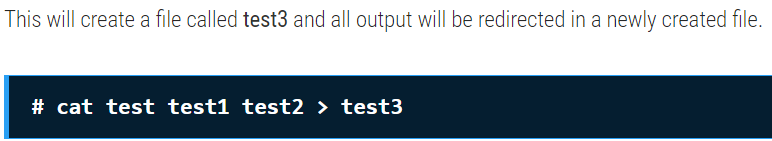 This will create a file called test3 and all output will be redirected in a newly created file.
# cat test test1 test2 > test3